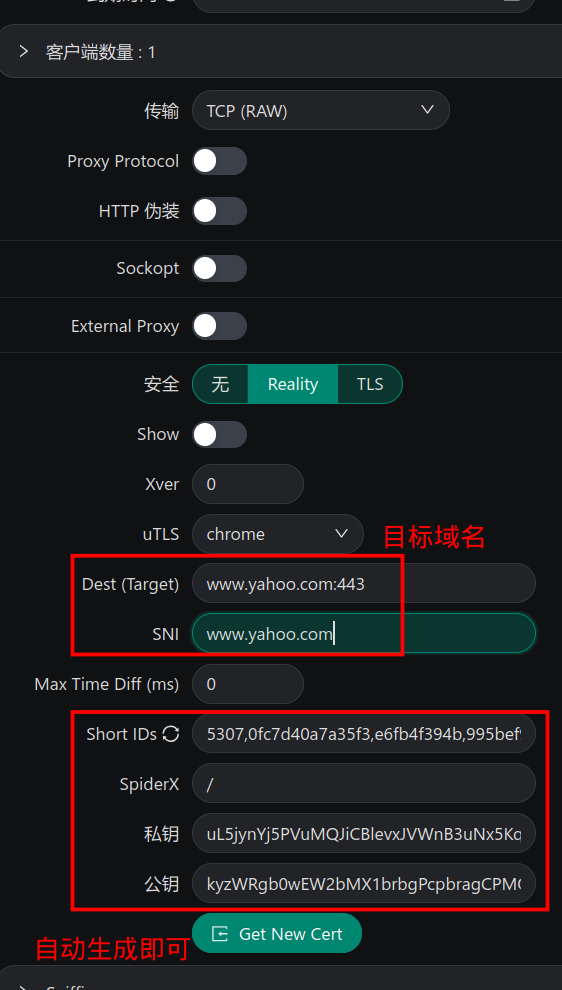 客户端数量 : 1
传输 TCP (RAW)
Proxy Protocol
HTTP 伪装
Sockopt
External Proxy
安全 无 Reality TLS
Show
Xver 0
uTLS chrome
目标域名
Dest (Target) www.yahoo.com:443
SNI www.yahoo.com
Max Time Diff (ms) 0
Short IDs 5307,0fc7d40a7a35f3,e6fb4f394b,995bef
SpiderX /
私钥 uL5jynYj5PVuMQJiCBlevxJVWnB3uNx5Kq
公钥 kyzWRgb0wEW2bMX1brbgPcpbragCPM
Get New Cert
自动生成即可